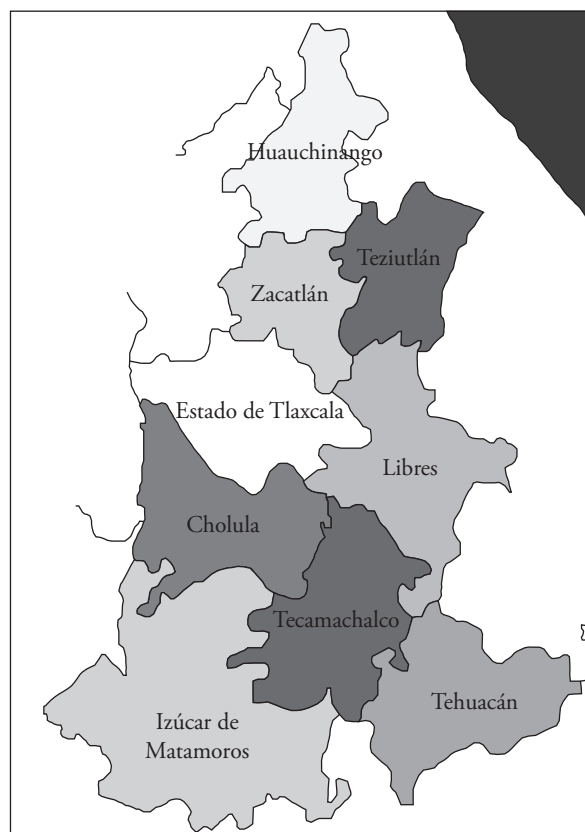 Huauchinango
Teziutlán
Zacatlán
Estado de Tlaxcala
Libres
Cholula
Tecamachalco
Tehuacán
Izúcar de
Matamoros